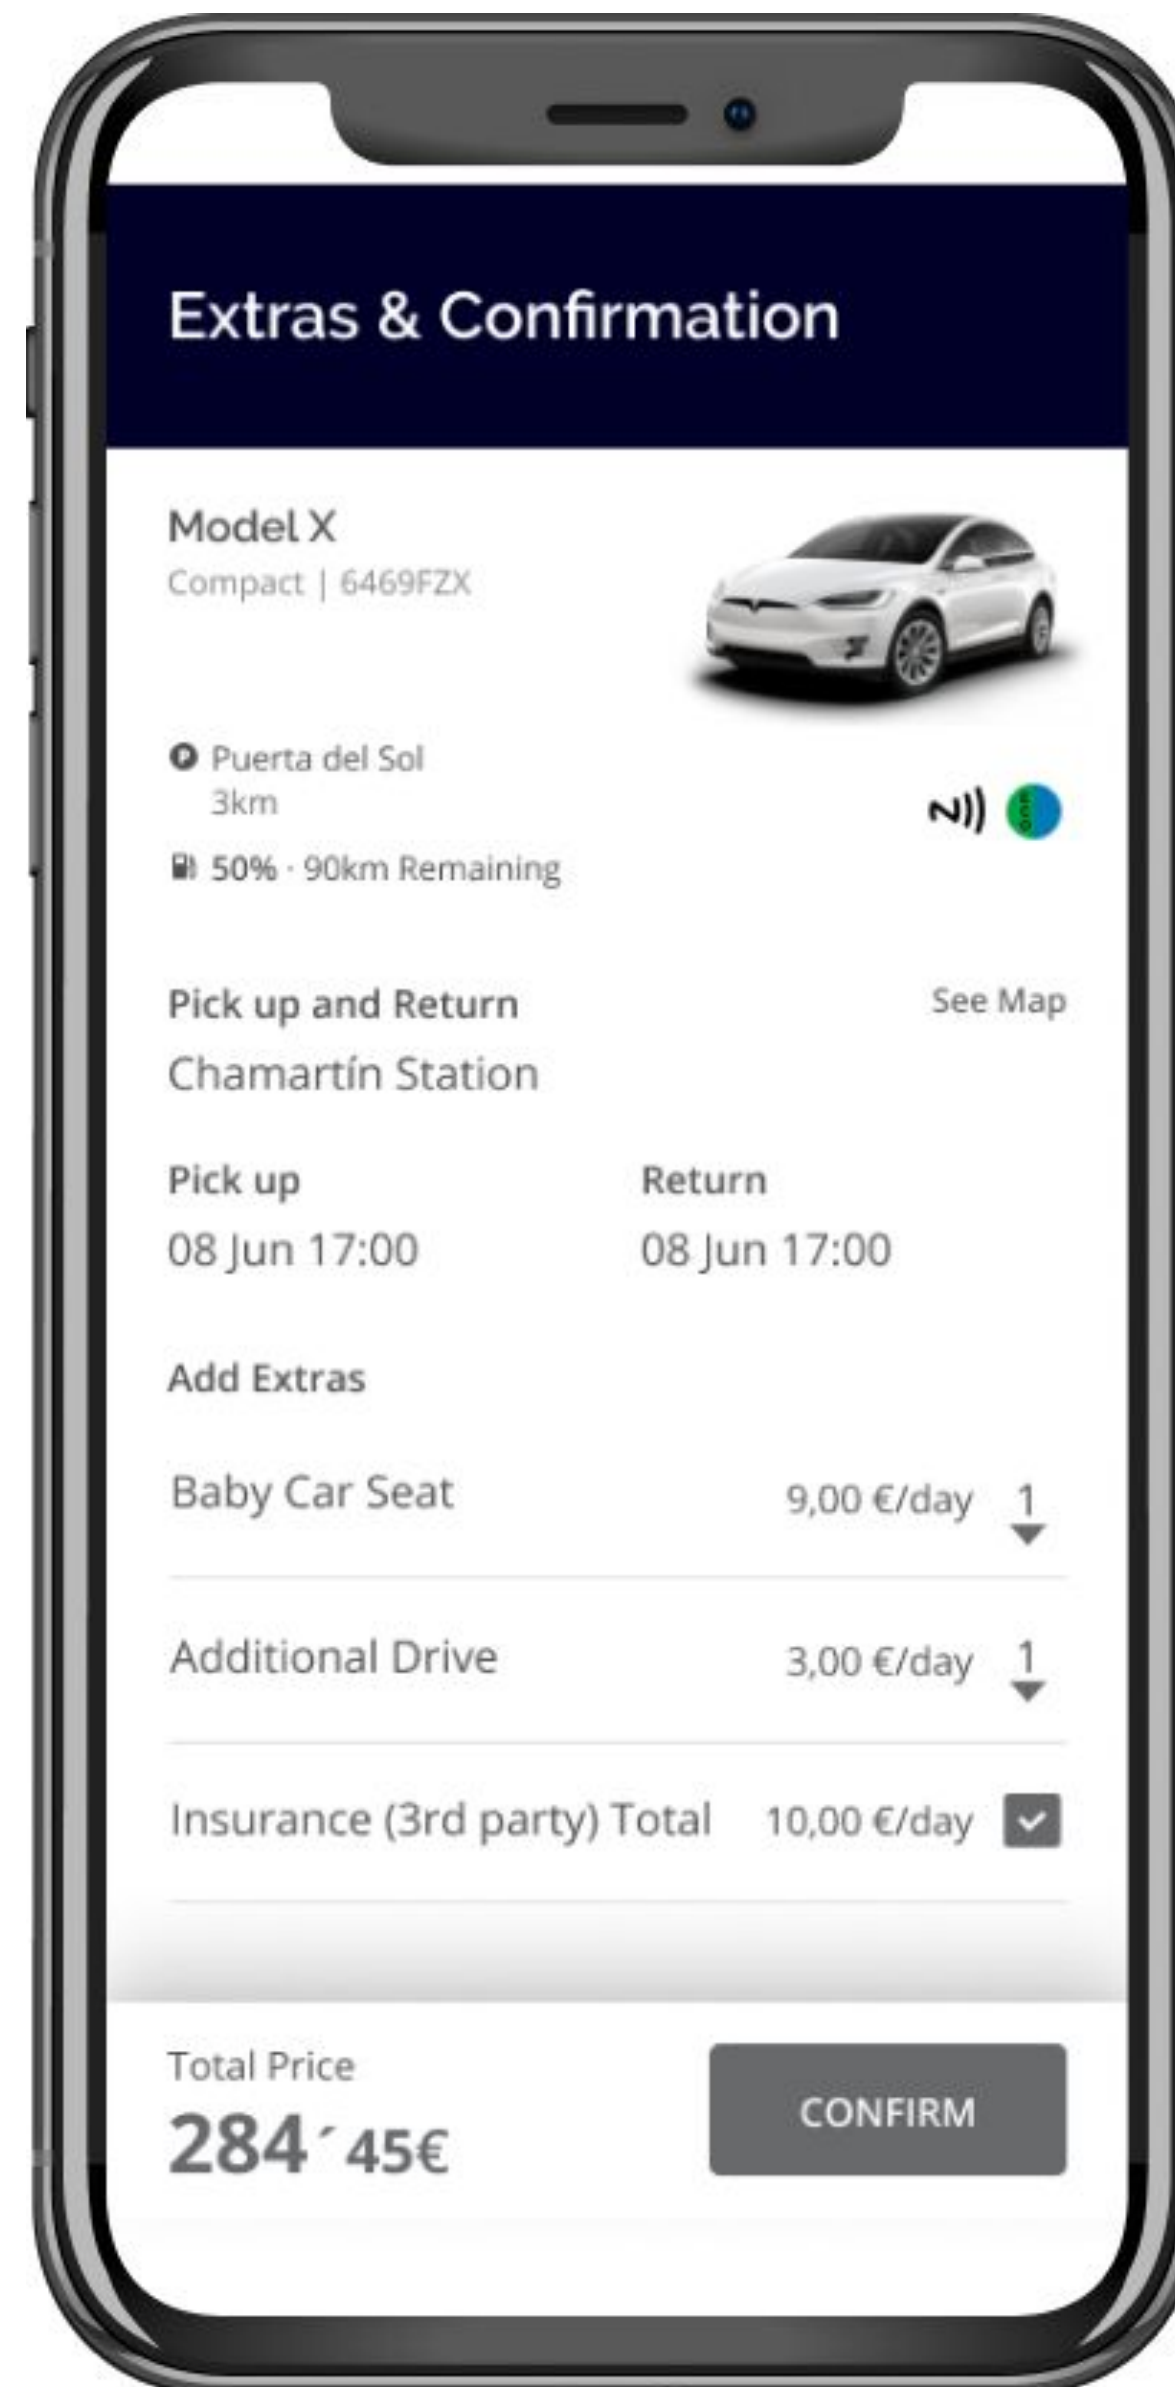 Extras & Confirmation
Model X
Compact | 6469FZX
P Puerta del Sol
3km
50% · 90km Remaining
Pick up and Return
See Map
Chamartín Station
Pick up
Return
08 Jun 17:00
08 Jun 17:00
Add Extras
Baby Car Seat 9,00 €/day 1
Additional Drive 3,00 €/day 1
Insurance (3rd party) Total 10,00 €/day
Total Price
284´45€
CONFIRM